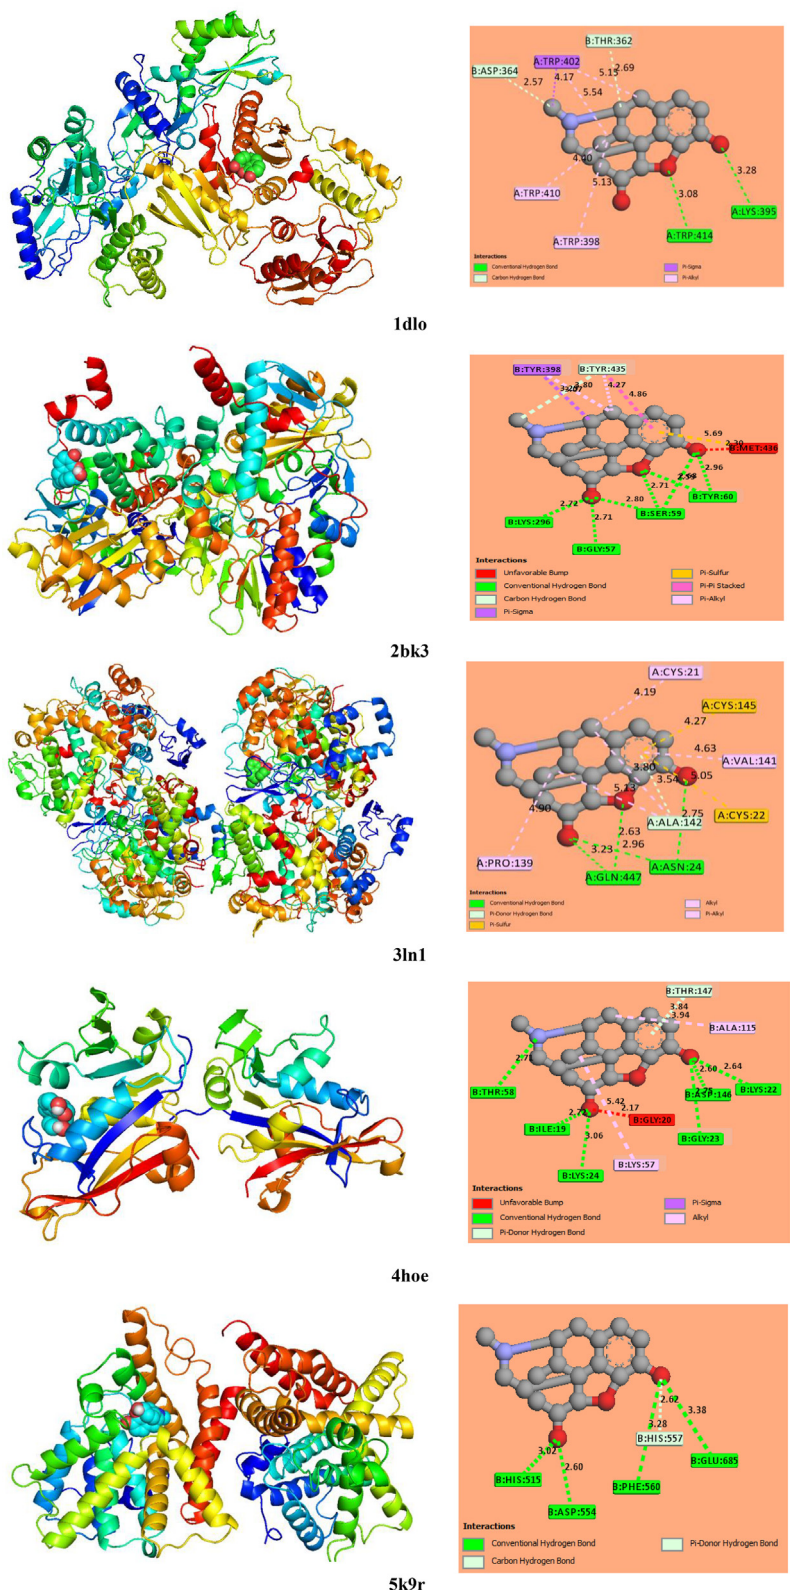 B:THR:362
A:TRP:402
B:ASP:364
5.15
2.69
4.17
2.57
5.54
4.40
3.28
5.13
A:TRP:410
3.08
A:LYS:395
A:TRP:398
A:TRP:414
Interactions
Conventional Hydrogen Bond
Pi-Sigma
Carbon Hydrogen Bond
Pi-Alkyl
1dlo
B:TYR:398
B:TYR:435
3.80
4.27
4.86
5.69
B:MET:436
2.96
2.71
B:TYR:60
2.72
2.80
B:SER:59
B:LYS:296
2.71
B:GLY:57
Interactions
Unfavorable Bump
Pi-Sulfur
Conventional Hydrogen Bond
Pi-Pi Stacked
Carbon Hydrogen Bond
Pi-Alkyl
Pi-Sigma
2bk3
A:CYS:21
4.19
A:CYS:145
4.27
4.63
A:VAL:141
3.80
3.54
5.05
5.13
4.90
2.75
A:CYS:22
A:ALA:142
2.63
3.23
2.96
A:PRO:139
A:ASN:24
A:GLN:447
Interactions
Conventional Hydrogen Bond
Alkyl
Pi-Donor Hydrogen Bond
Pi-Alkyl
Pi-Sulfur
3ln1
B:THR:147
3.84
3.94
B:ALA:115
2.60
2.64
B:LYS:22
B:THR:58
B:ASP:146
5.42
2.17
B:GLY:20
B:ILE:19
3.06
B:GLY:23
B:LYS:57
B:LYS:24
Interactions
Unfavorable Bump
Pi-Sigma
Conventional Hydrogen Bond
Alkyl
Pi-Donor Hydrogen Bond
4hoe
2.62
3.38
3.28
B:HIS:557
3.02
B:GLU:685
2.60
B:HIS:515
B:PHE:560
B:ASP:554
Interactions
Conventional Hydrogen Bond
Pi-Donor Hydrogen Bond
Carbon Hydrogen Bond
5k9r